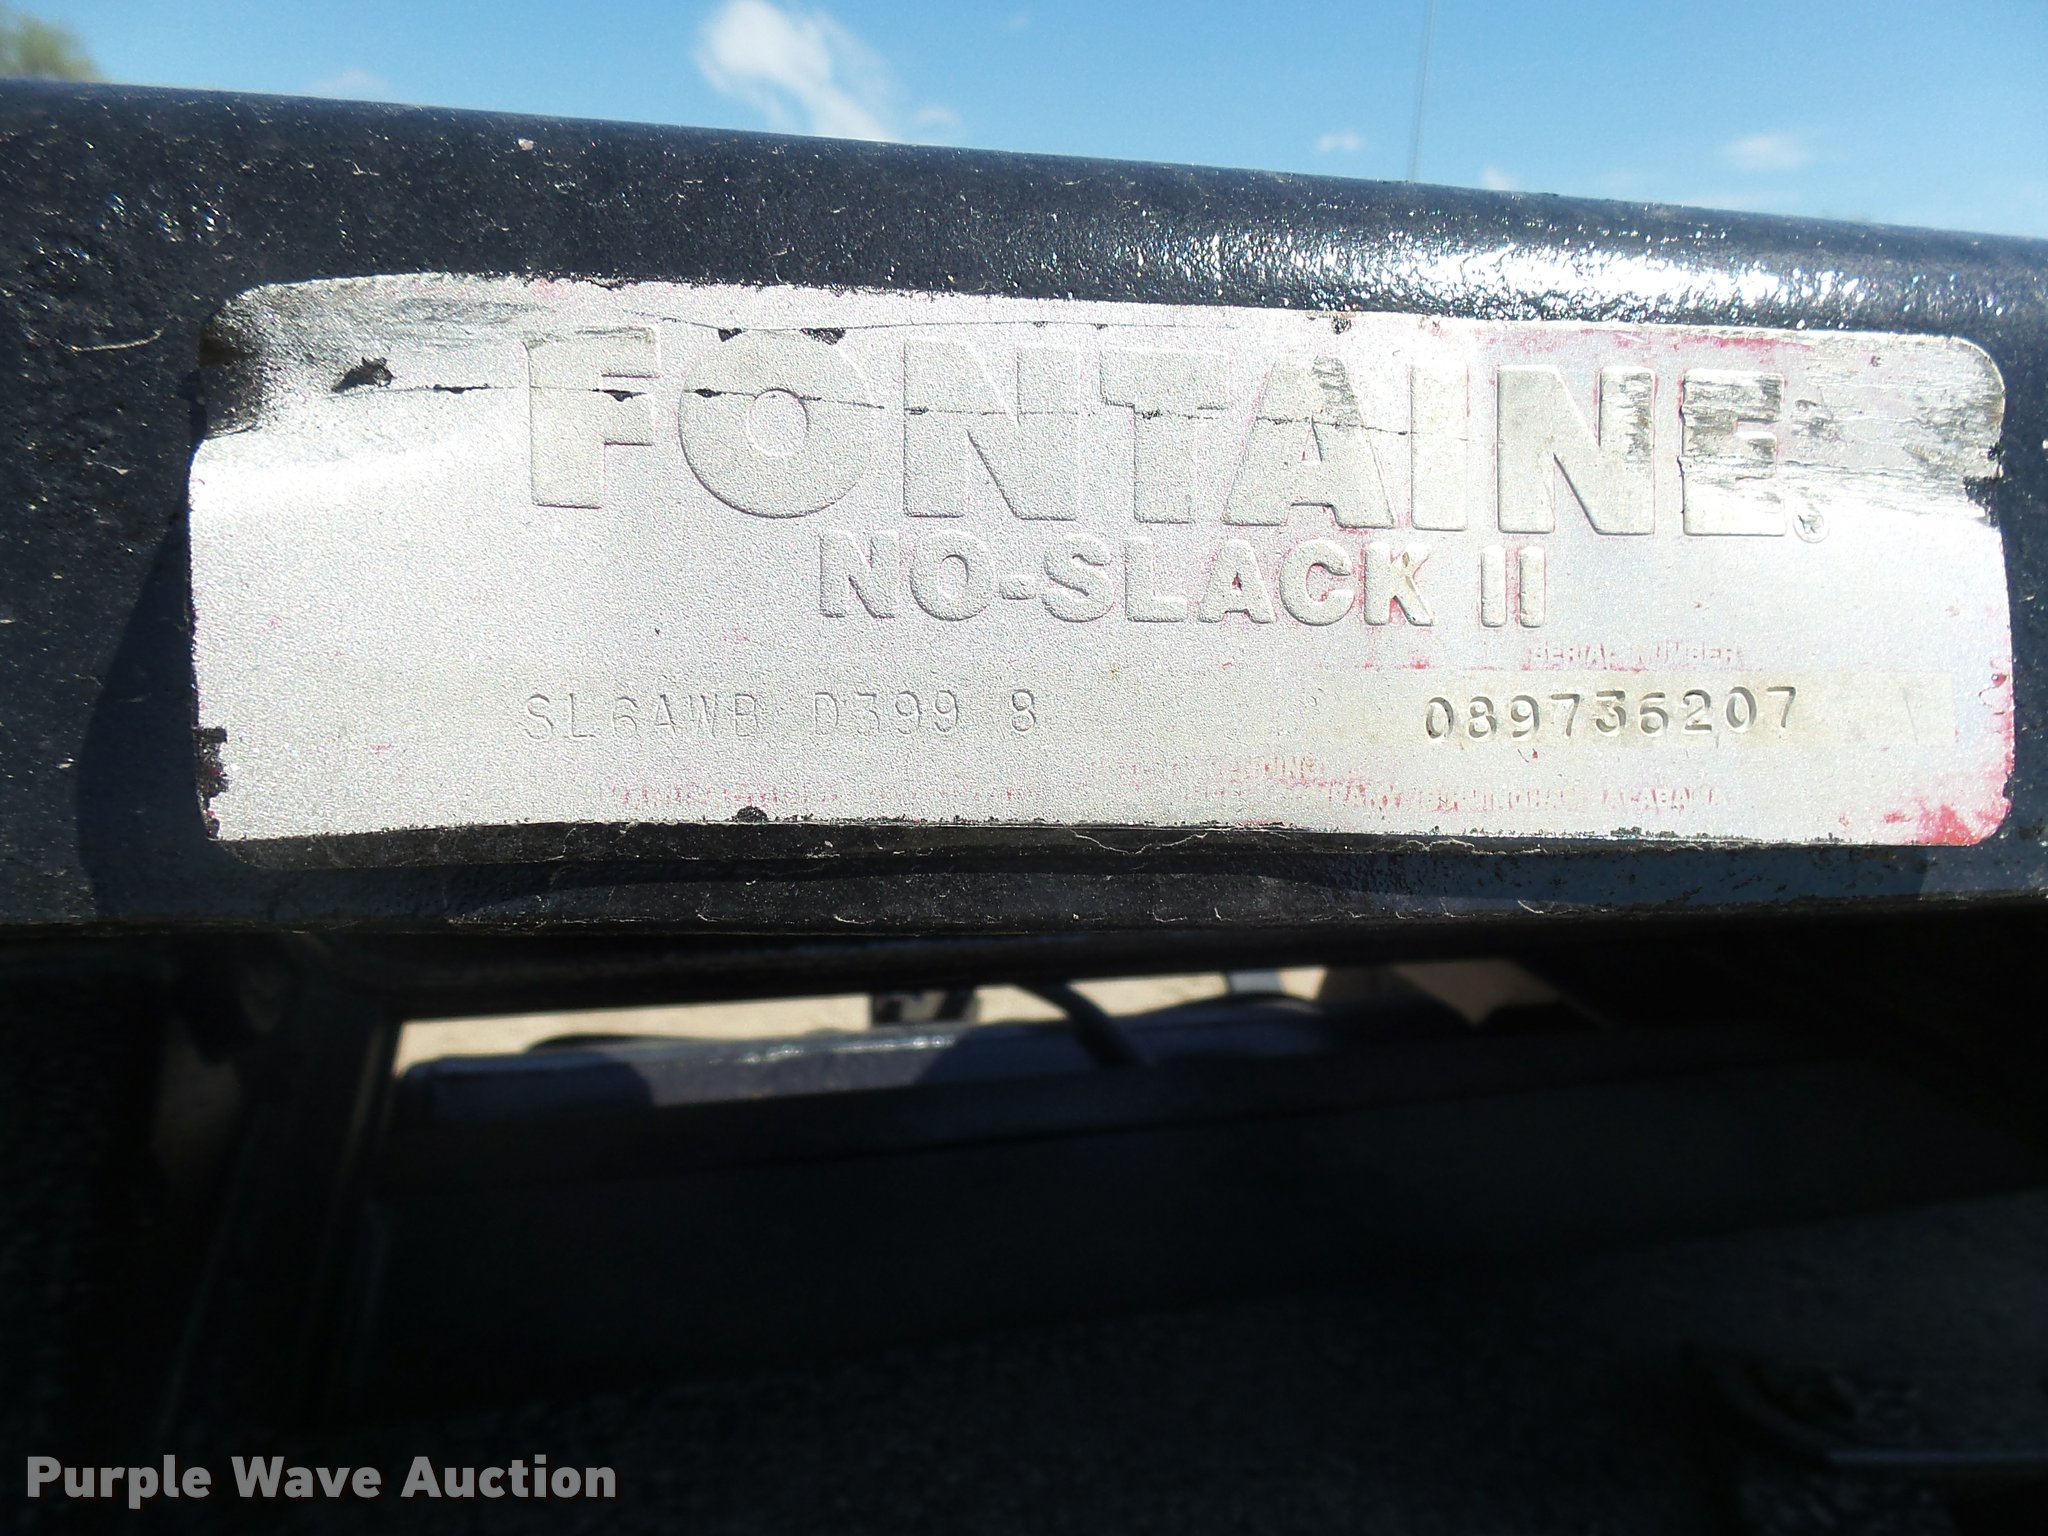 FONTAINE®
NO-SLACK II
SERIAL NUMBER
SL6AWB D399 8 089736207
Purple Wave Auction